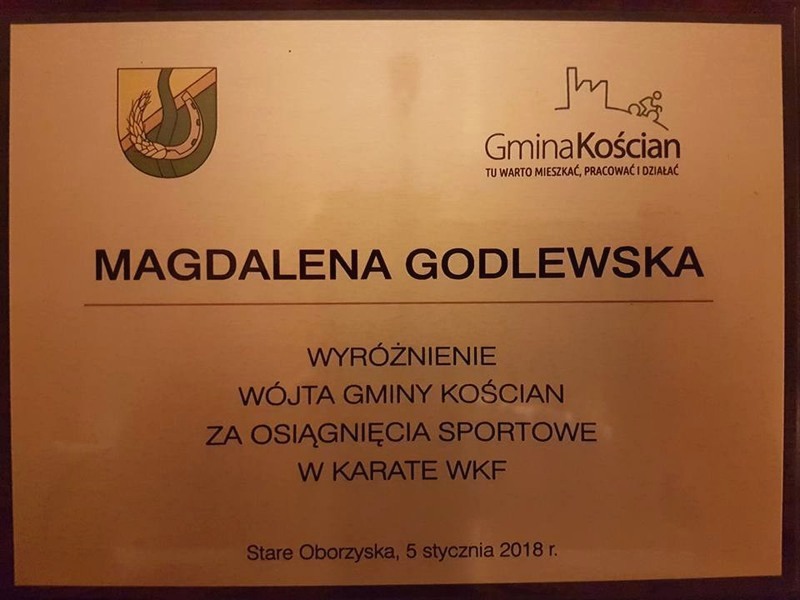 GminaKościan
TU WARTO MIESZKAĆ, PRACOWAĆ I DZIAŁAĆ
MAGDALENA GODLEWSKA
WYRÓŻNIENIE
WÓJTA GMINY KOŚCIAN
ZA OSIĄGNIĘCIA SPORTOWE
W KARATE WKF
Stare Oborzyska, 5 stycznia 2018 r.